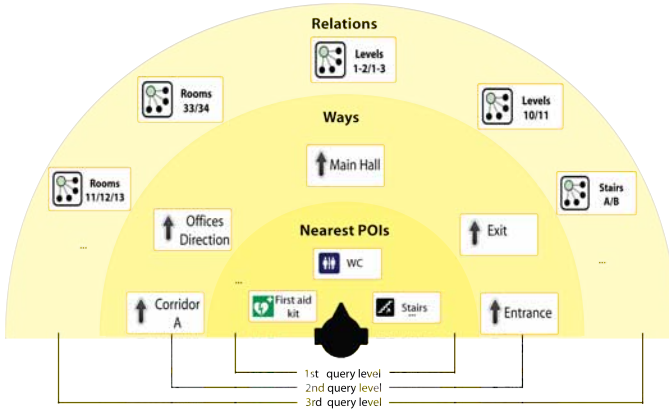 Relations
Levels
1-2/1-3
Rooms
33/34
Levels
10/11
Rooms
11/12/13
Stairs
A/B
...
...
Ways
Main Hall
Offices
Direction
Exit
Corridor
A
Entrance
Nearest POIs
WC
...
First aid
kit
Stairs
...
1st query level
2nd query level
3rd query level